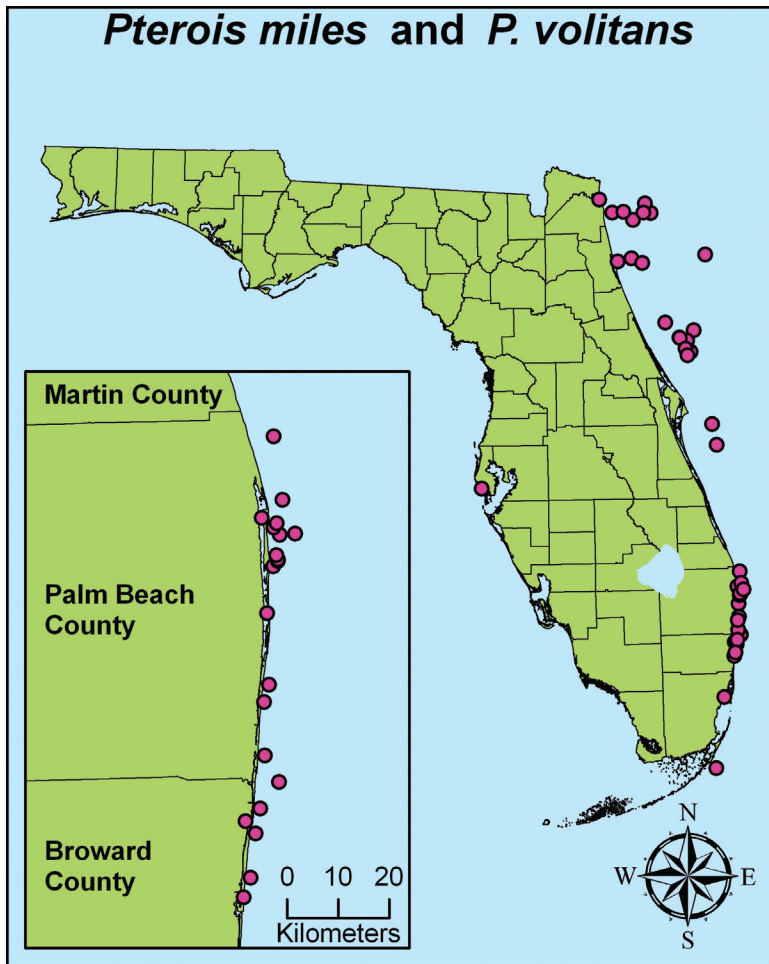 Pterois miles and P. volitans
Martin County
Palm Beach
County
Broward
County
0 10 20
Kilometers
N
W E
S